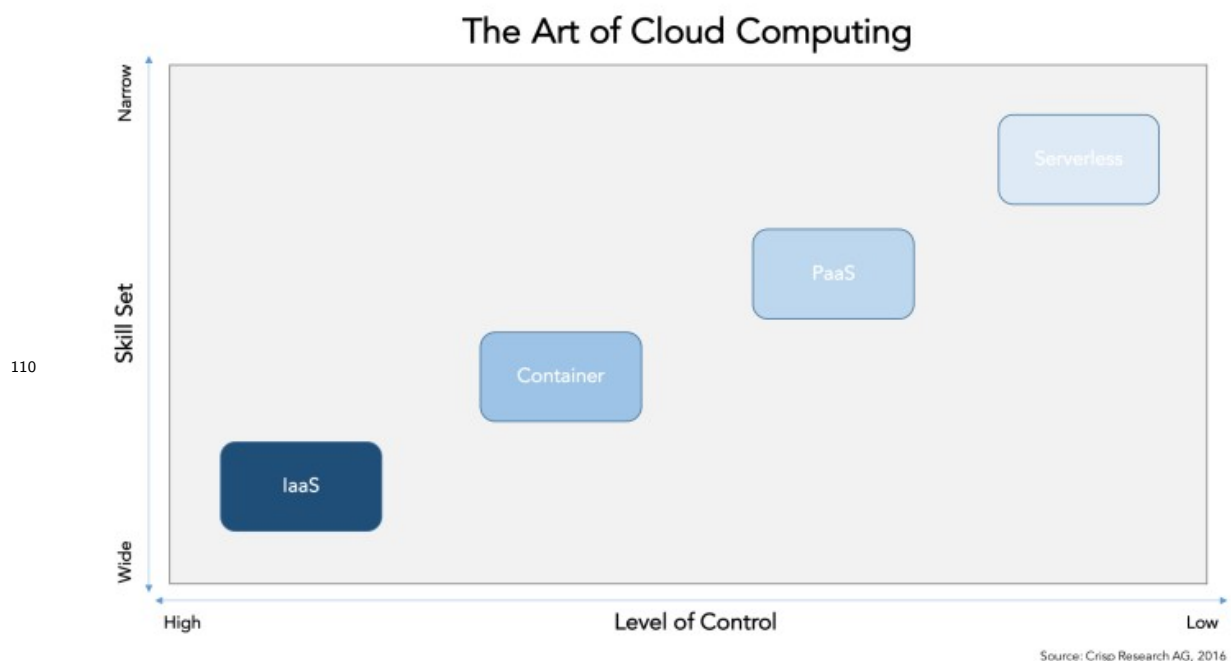 The Art of Cloud Computing
Narrow
Serverless
PaaS
Skill Set
110
Container
IaaS
Wide
High
Level of Control
Low
Source: Crisp Research AG, 2016